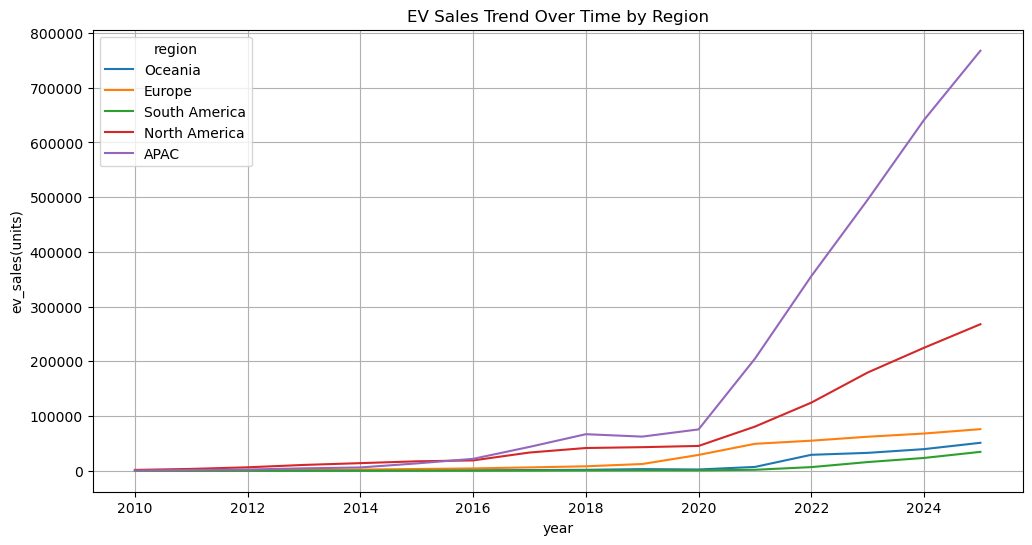 EV Sales Trend Over Time by Region
800000
700000
600000
500000
400000
300000
200000
100000
0
ev_sales(units)
region
Oceania
Europe
South America
North America
APAC
2010 2012 2014 2016 2018 2020 2022 2024
year